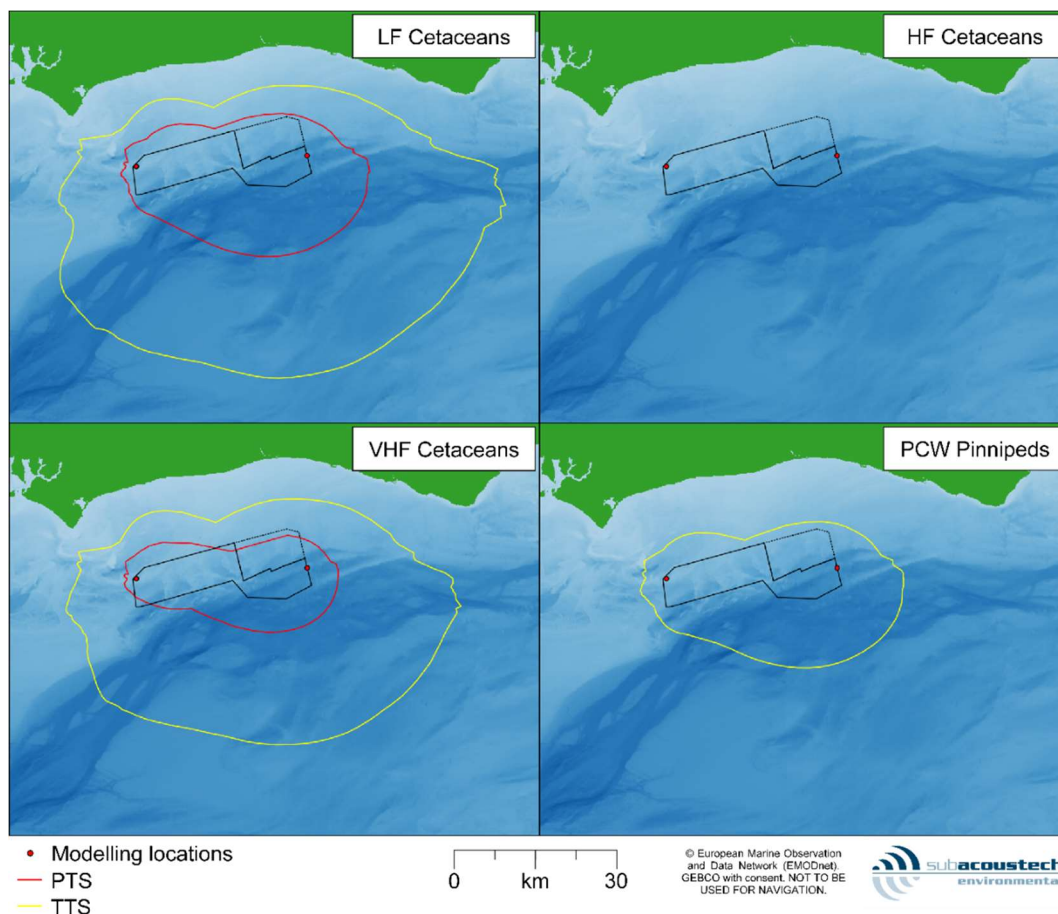 LF Cetaceans
HF Cetaceans
VHF Cetaceans
PCW Pinnipeds
Modelling locations
PTS
TTS
0 km 30
© European Marine Observation
and Data Network (EMODnet).
GEBCO with consent. NOT TO BE
USED FOR NAVIGATION.
subacoustech
environmental